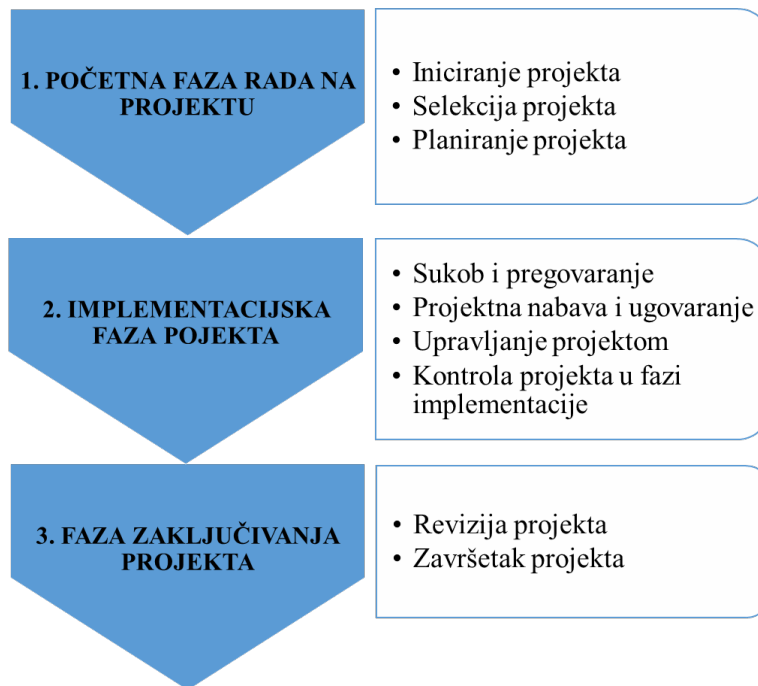 1. POČETNA FAZA RADA NA
PROJEKTU
• Iniciranje projekta
• Selekcija projekta
• Planiranje projekta
2. IMPLEMENTACIJSKA
FAZA POJEKTA
• Sukob i pregovaranje
• Projektna nabava i ugovaranje
• Upravljanje projektom
• Kontrola projekta u fazi
implementacije
3. FAZA ZAKLJUČIVANJA
PROJEKTA
• Revizija projekta
• Završetak projekta